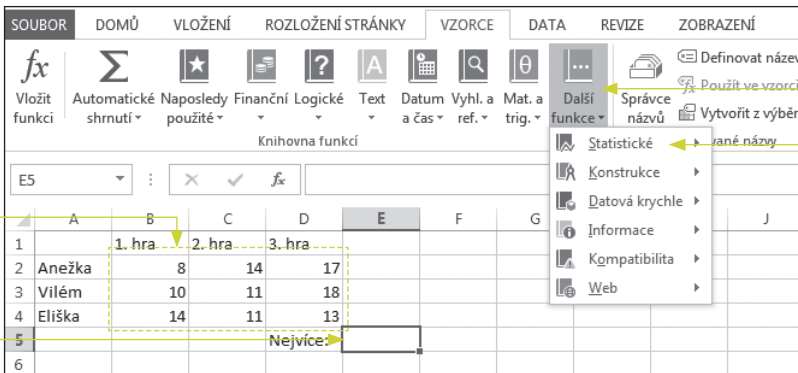 SOUBOR DOMŮ VLOŽENÍ ROZLOŽENÍ STRÁNKY VZORCE DATA REVIZE ZOBRAZENÍ
fx Vložit funkci
Σ Automatické shrnutí
Naposledy použité
Finanční
Logické
Text
Datum a čas
Vyhl. a ref.
Mat. a trig.
Další funkce
Správce názvů
Definovat název
Použít ve vzorci
Vytvořit z výběr
Knihovna funkcí
Statistické
Konstrukce
Datová krychle
Informace
Kompatibilita
Web
E5 fx
A B C D E F G J
1 1. hra 2. hra 3. hra
2 Anežka 8 14 17
3 Vilém 10 11 18
4 Eliška 14 11 13
5 Nejvíce:
6